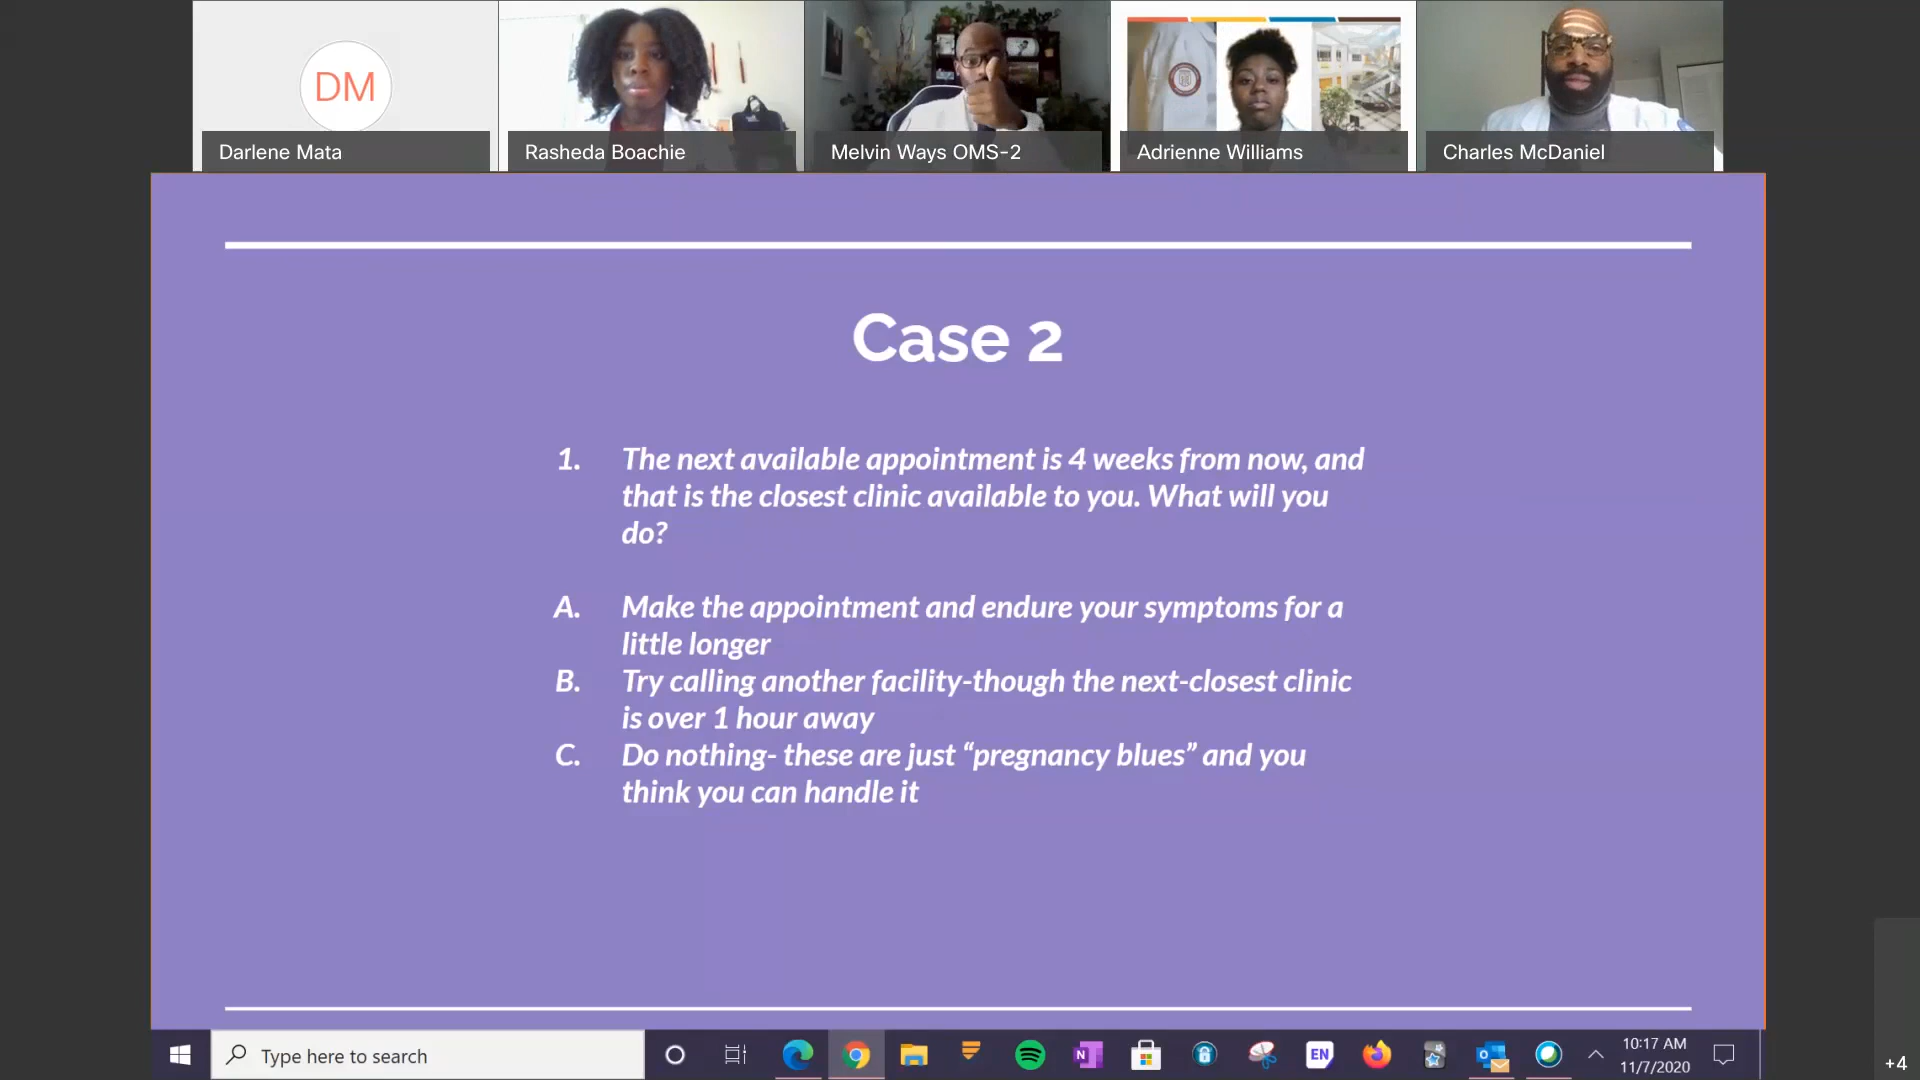 DM
Darlene Mata
Rasheda Boachie
Melvin Ways OMS-2
Adrienne Williams
Charles McDaniel
Case 2
1. The next available appointment is 4 weeks from now, and
that is the closest clinic available to you. What will you
do?
A. Make the appointment and endure your symptoms for a
little longer
B. Try calling another facility-though the next-closest clinic
is over 1 hour away
C. Do nothing- these are just “pregnancy blues” and you
think you can handle it
Type here to search
N
EN
10:17 AM
11/7/2020
+4